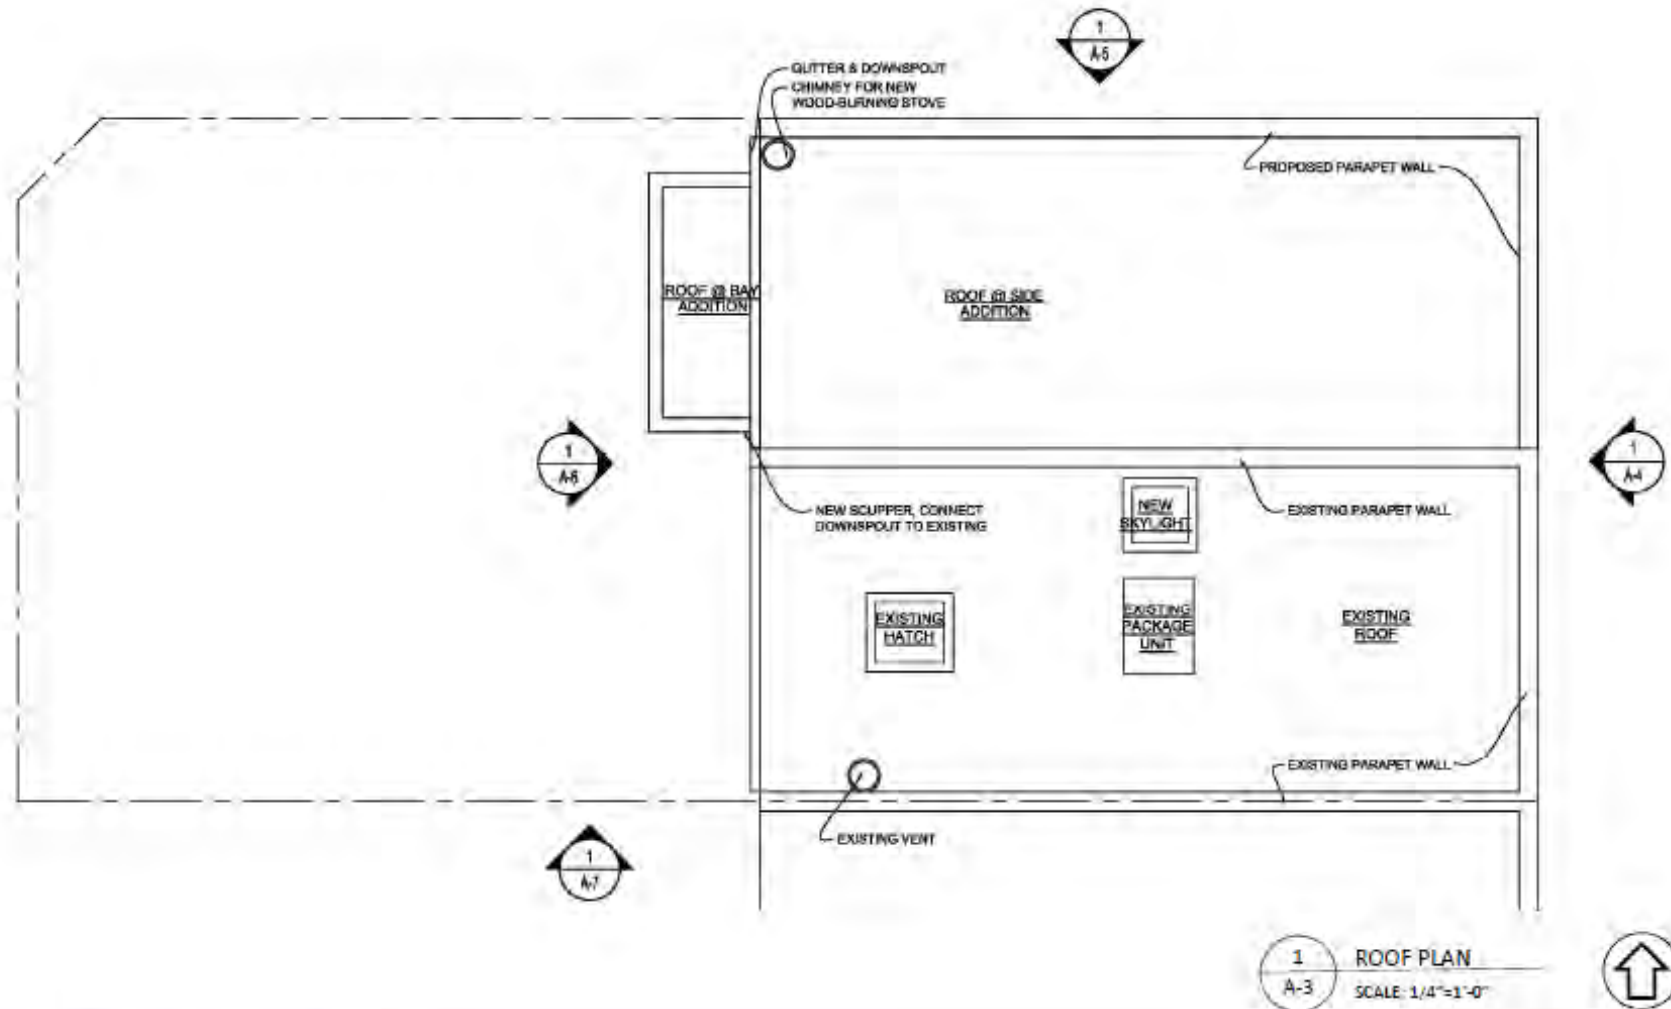 1
A-5
GUTTER & DOWNSPOUT
CHIMNEY FOR NEW
WOOD-BURNING STOVE
PROPOSED PARAPET WALL
ROOF @ BAY
ADDITION
ROOF @ SIDE
ADDITION
1
A-6
1
A-4
NEW SCUPPER, CONNECT
DOWNSPOUT TO EXISTING
NEW
SKYLIGHT
EXISTING PARAPET WALL
EXISTING
HATCH
EXISTING
PACKAGE
UNIT
EXISTING
ROOF
EXISTING PARAPET WALL
EXISTING VENT
1
A-7
1
A-3
ROOF PLAN
SCALE: 1/4"=1'-0"